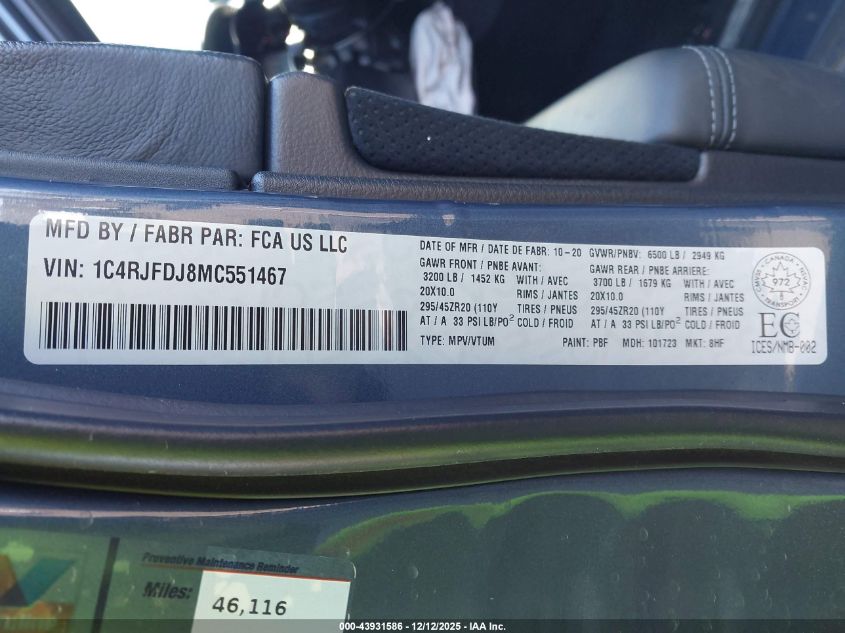 MFD BY / FABR PAR: FCA US LLC
VIN: 1C4RJFDJ8MC551467
DATE OF MFR / DATE DE FABR: 10-20 GVWR/PNBV: 6500 LB / 2949 KG
GAWR FRONT / PNBE AVANT:
3200 LB / 1452 KG WITH / AVEC
20X10.0 RIMS / JANTES
295/45ZR20 (110Y TIRES / PNEUS
AT / A 33 PSI LB/PO² COLD / FROID
GAWR REAR / PNBE ARRIERE:
3700 LB / 1679 KG WITH / AVEC
20X10.0 RIMS / JANTES
295/45ZR20 (110Y TIRES / PNEUS
AT / A 33 PSI LB/PO² COLD / FROID
TYPE: MPV/VTUM PAINT: PBF MDH: 101723 MKT: 8HF
CANADA
972
TRANSPORT
EC
ICES/NMB-002
Preventive Maintenance Reminder
Miles: 46,116
000-43931586 - 12/12/2025 - IAA Inc.